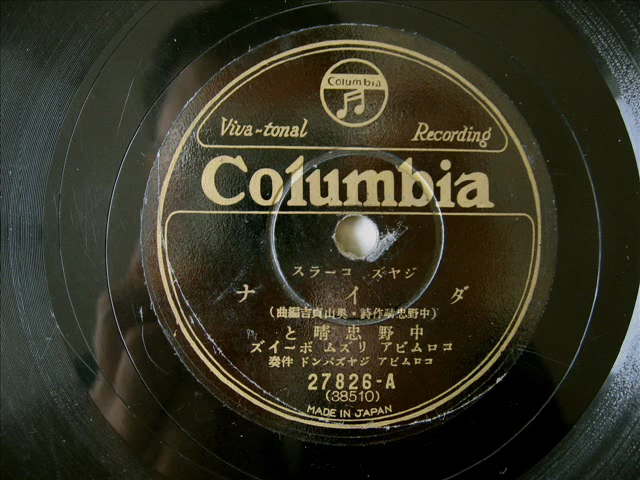 Columbia
Viva-tonal Recording
Columbia
ジヤズ コーラス
ダイナ
(中野忠晴作詩・奥山貞吉編曲)
中野忠晴と
コロムビア リズム ボーイズ
コロムビア ジヤズバンド 伴奏
27826-A
(38510)
MADE IN JAPAN